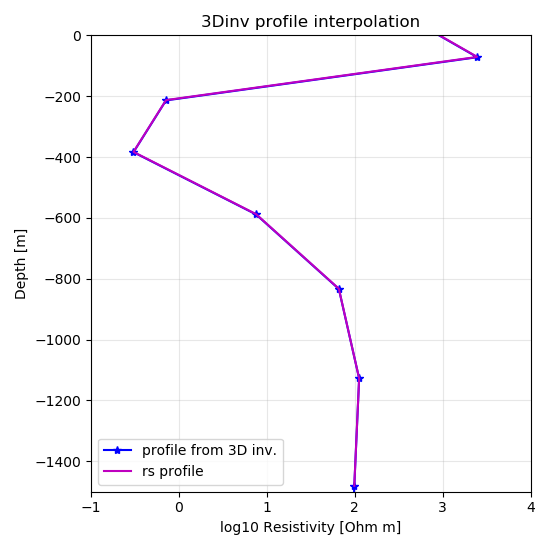 3Dinv profile interpolation
0
−200
−400
−600
−800
−1000
−1200
−1400
Depth [m]
profile from 3D inv.
rs profile
−1 0 1 2 3 4
log10 Resistivity [Ohm m]